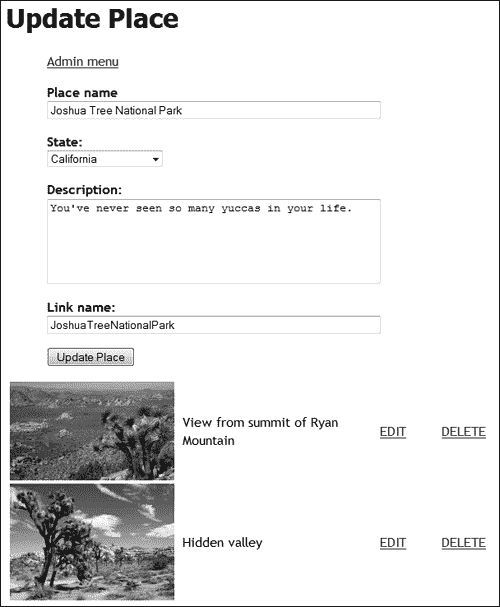 Update Place
Admin menu
Place name
Joshua Tree National Park
State:
California
Description:
You've never seen so many yuccas in your life.
Link name:
JoshuaTreeNationalPark
Update Place
View from summit of Ryan
Mountain
EDIT DELETE
Hidden valley EDIT DELETE